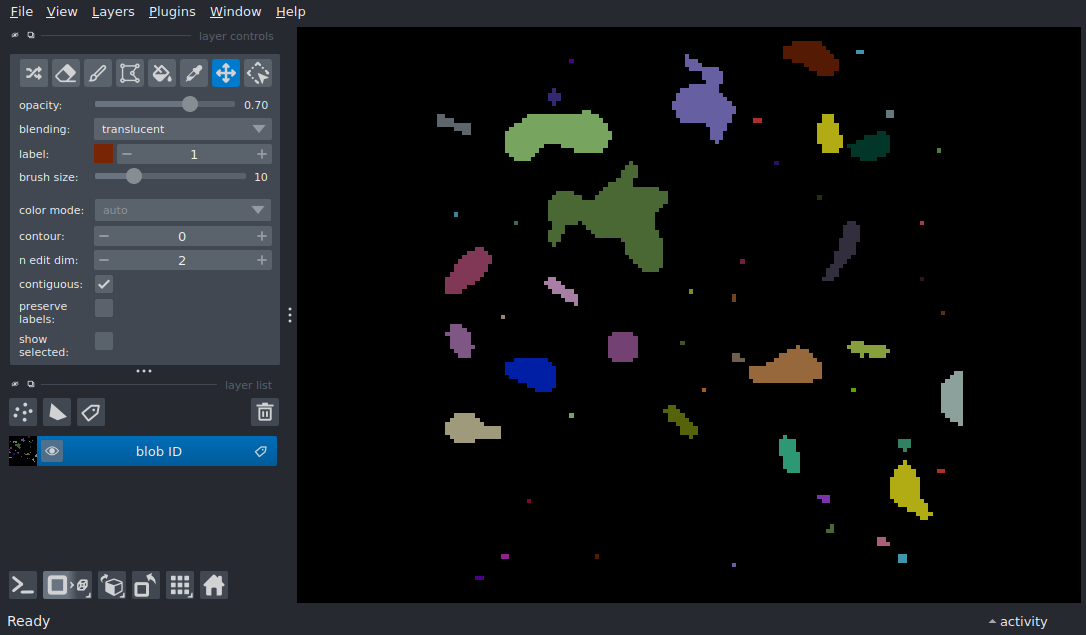 File View Layers Plugins Window Help
layer controls
opacity: 0.70
blending: translucent
label: 1
brush size: 10
color mode: auto
contour: 0
n edit dim: 2
contiguous:
preserve
labels:
show
selected:
layer list
blob ID
Ready
activity